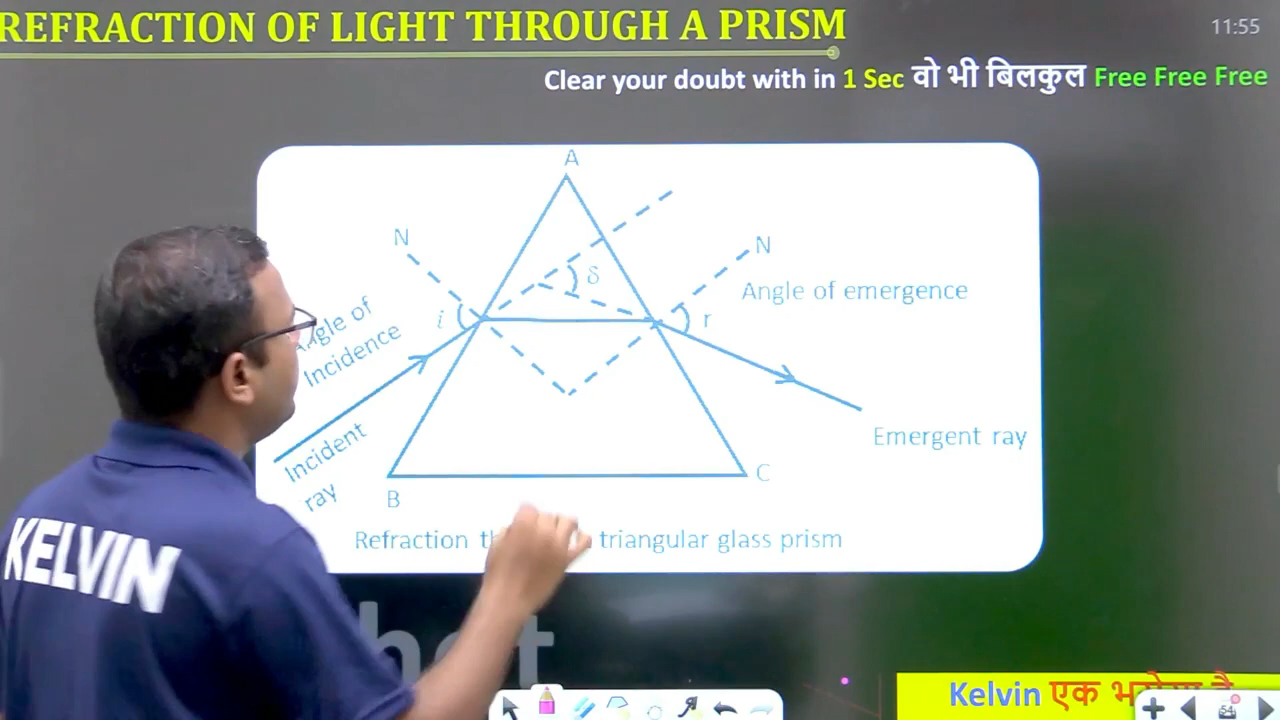 REFRACTION OF LIGHT THROUGH A PRISM
11:55
Clear your doubt with in 1 Sec वो भी बिलकुल Free Free Free
A
N
N
δ
i
r
Angle of emergence
Angle of
Incidence
Incident
ray
Emergent ray
B
C
Refraction triangular glass prism
KELVIN
Kelvin एक
54